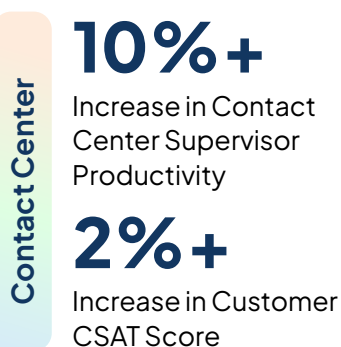 Contact Center
10%+
Increase in Contact
Center Supervisor
Productivity
2%+
Increase in Customer
CSAT Score